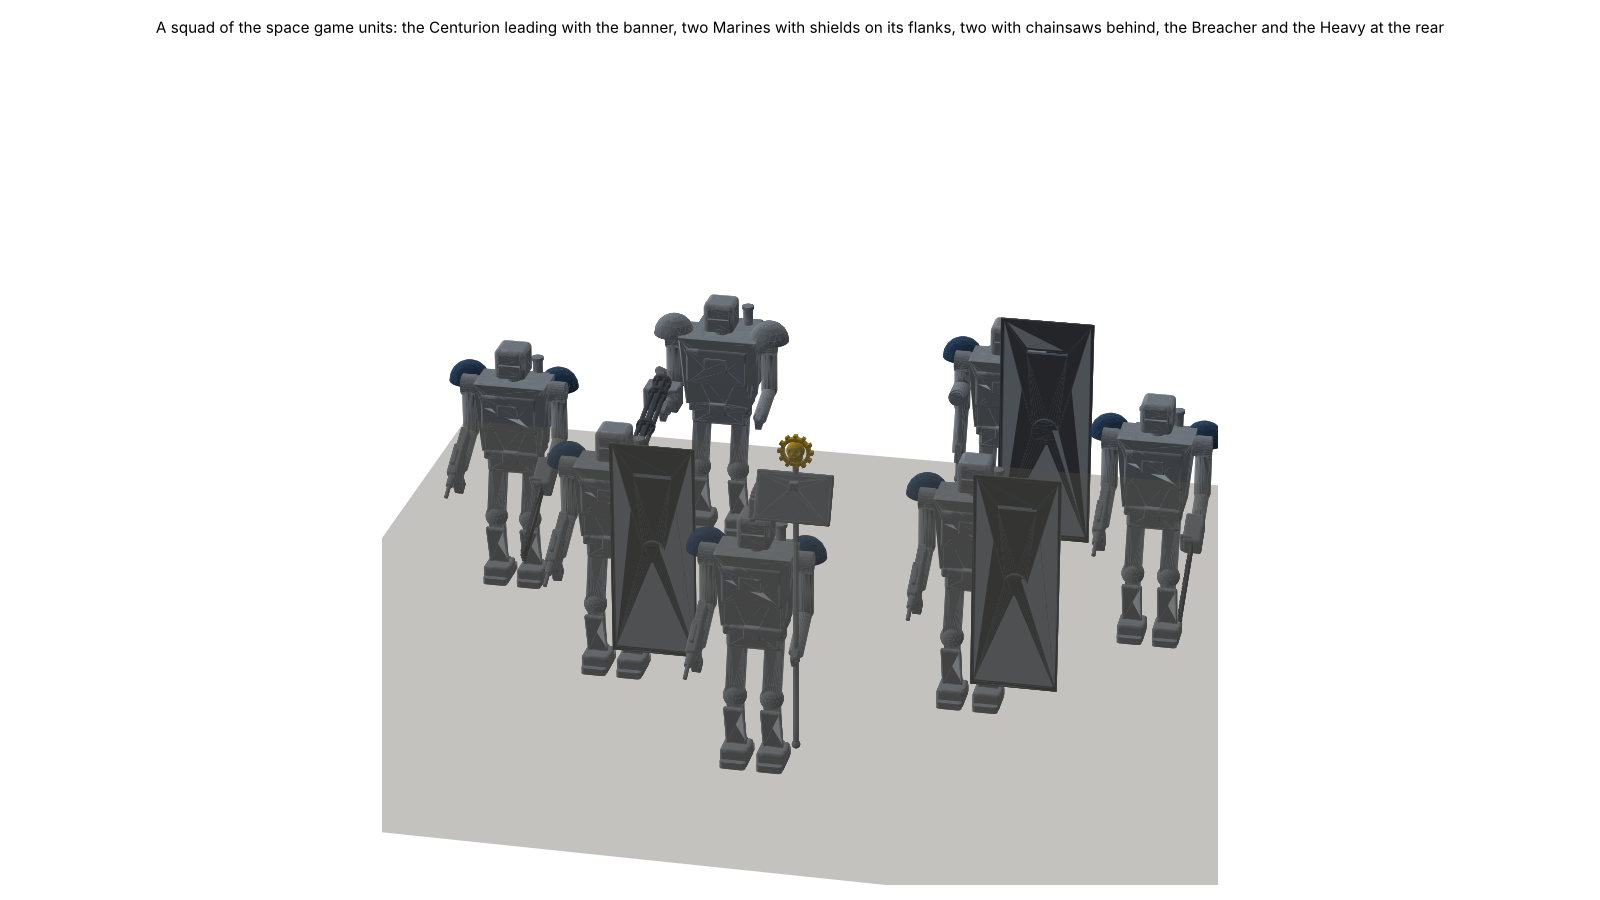 A squad of the space game units: the Centurion leading with the banner, two Marines with shields on its flanks, two with chainsaws behind, the Breacher and the Heavy at the rear